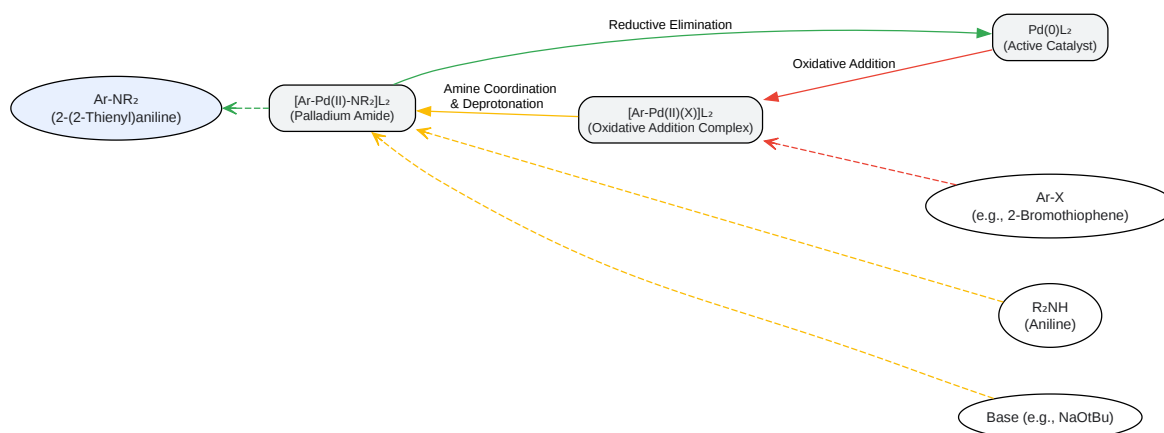 Reductive Elimination
Pd(0)L₂
(Active Catalyst)
Oxidative Addition
Ar-NR₂
(2-(2-Thienyl)aniline)
[Ar-Pd(II)-NR₂]L₂
(Palladium Amide)
Amine Coordination
& Deprotonation
[Ar-Pd(II)(X)]L₂
(Oxidative Addition Complex)
Ar-X
(e.g., 2-Bromothiophene)
R₂NH
(Aniline)
Base (e.g., NaOtBu)